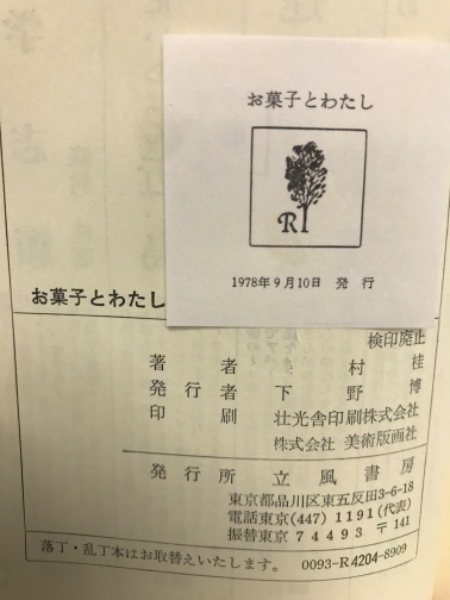 お菓子とわたし
R
1978年9月10日 発行
お菓子とわたし
検印廃止
著者 村桂
発行者 下野博
印刷 壮光舎印刷株式会社
株式会社 美術版画社
発行所 立風書房
東京都品川区東五反田3-6-18
電話東京(447)1191(代表)
振替東京 74493 〒141
落丁・乱丁本はお取替えいたします。 0093-R4204-8909